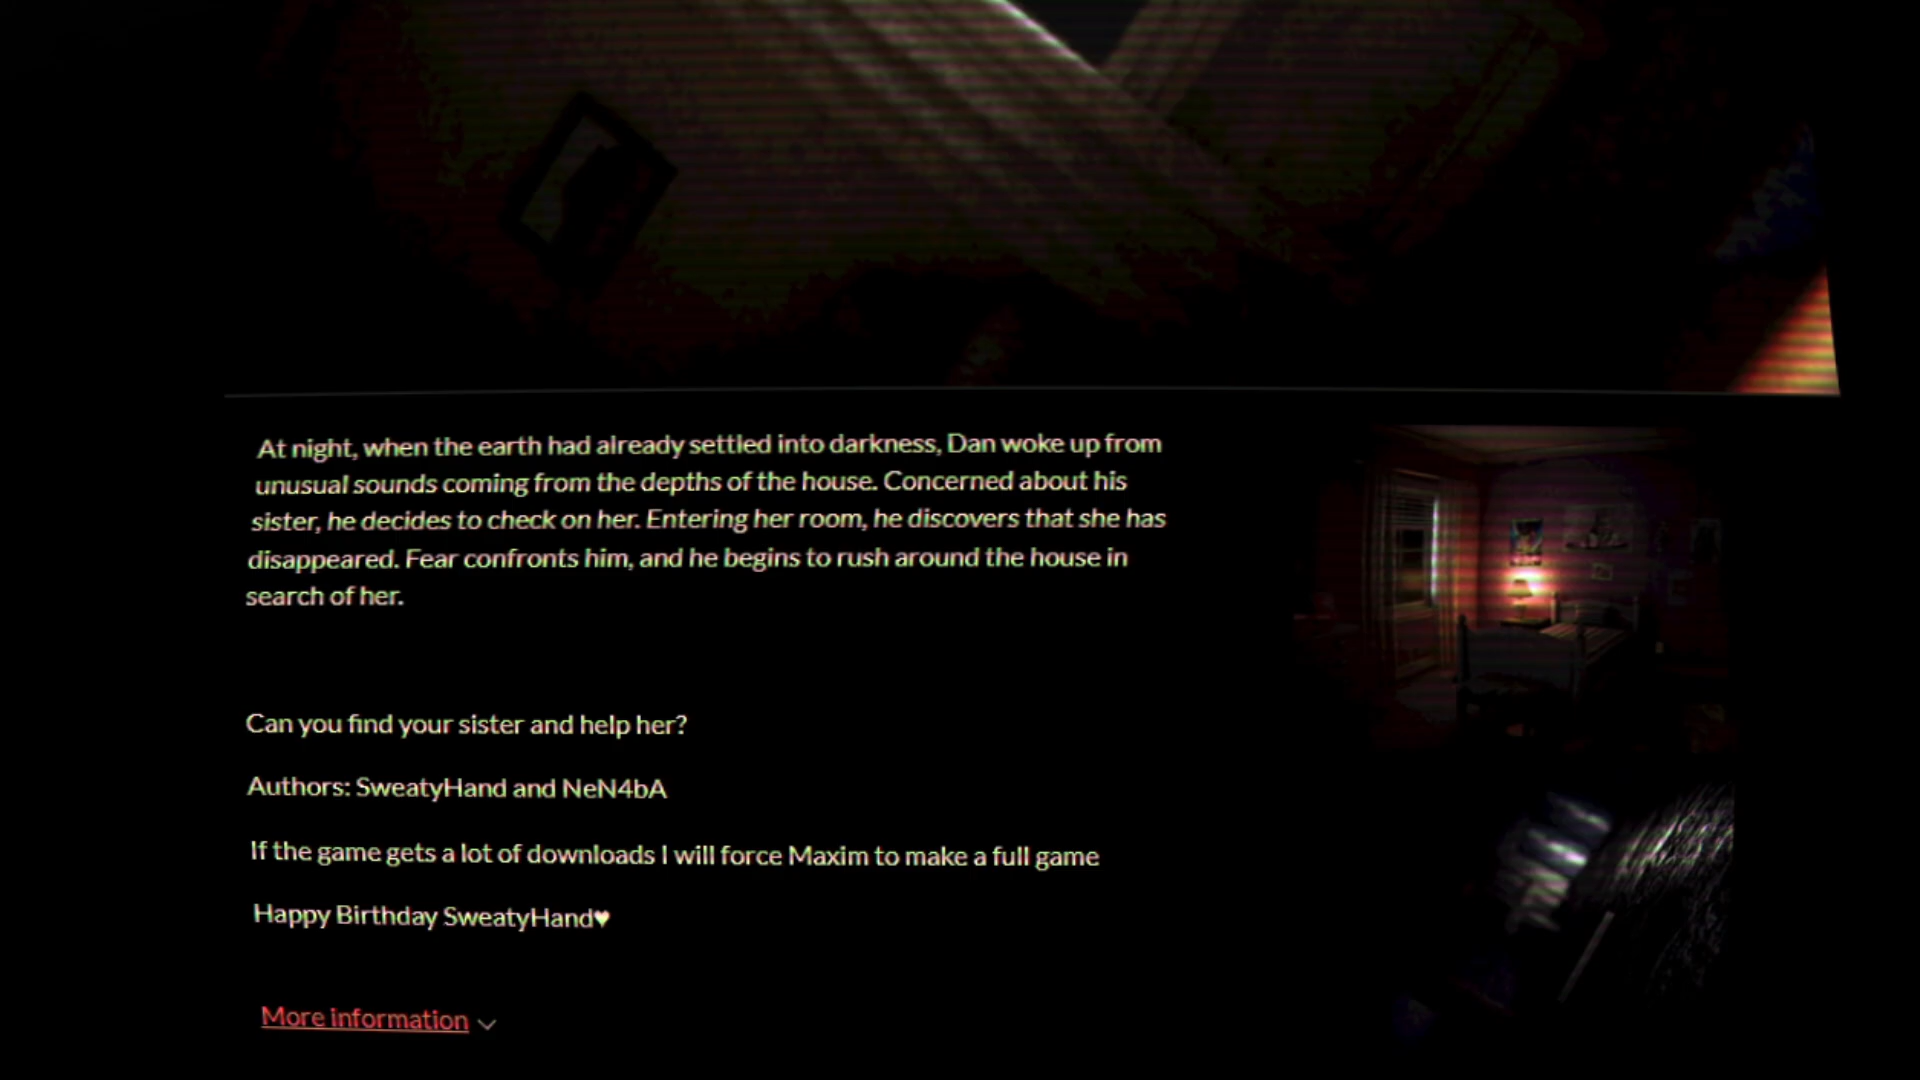 At night, when the earth had already settled into darkness, Dan woke up from
unusual sounds coming from the depths of the house. Concerned about his
sister, he decides to check on her. Entering her room, he discovers that she has
disappeared. Fear confronts him, and he begins to rush around the house in
search of her.
Can you find your sister and help her?
Authors: SweatyHand and NeN4bA
If the game gets a lot of downloads I will force Maxim to make a full game
Happy Birthday SweatyHand♥
More information